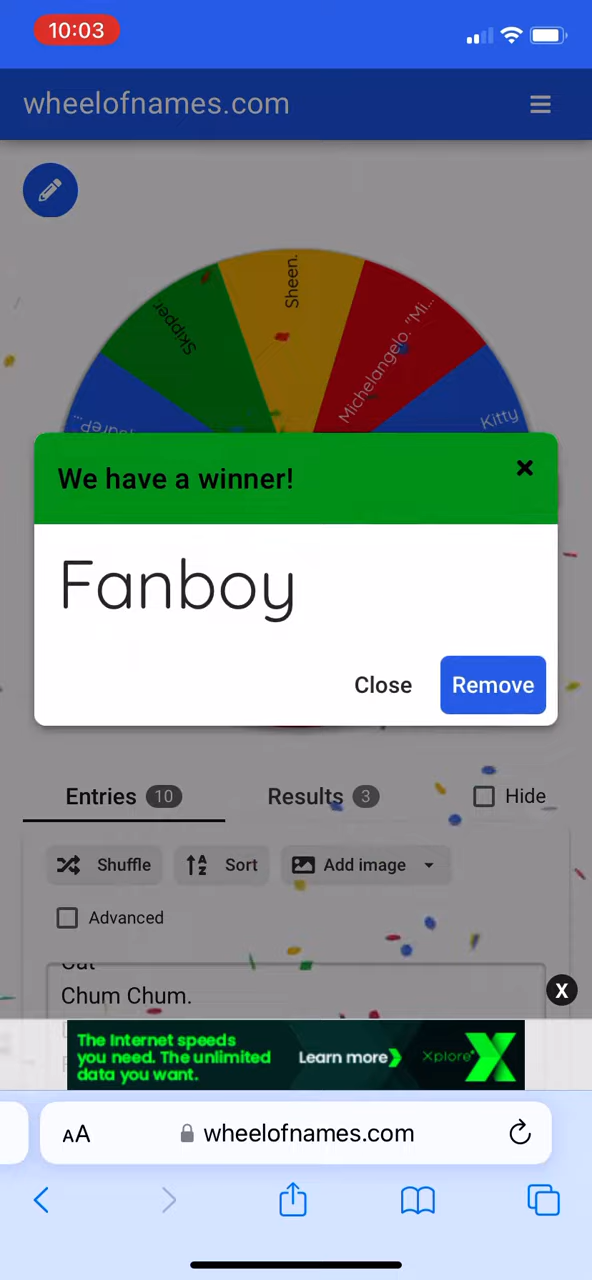 10:03
wheelofnames.com
Sheen.
Skipper.
Michelangelo. "Mi...
Kitty
We have a winner!
Fanboy
Close
Remove
Entries 10
Results 3
Hide
Shuffle
Sort
Add image
Advanced
Chum Chum.
The Internet speeds
you need. The unlimited
data you want.
Learn more
Xplore
X
AA
wheelofnames.com